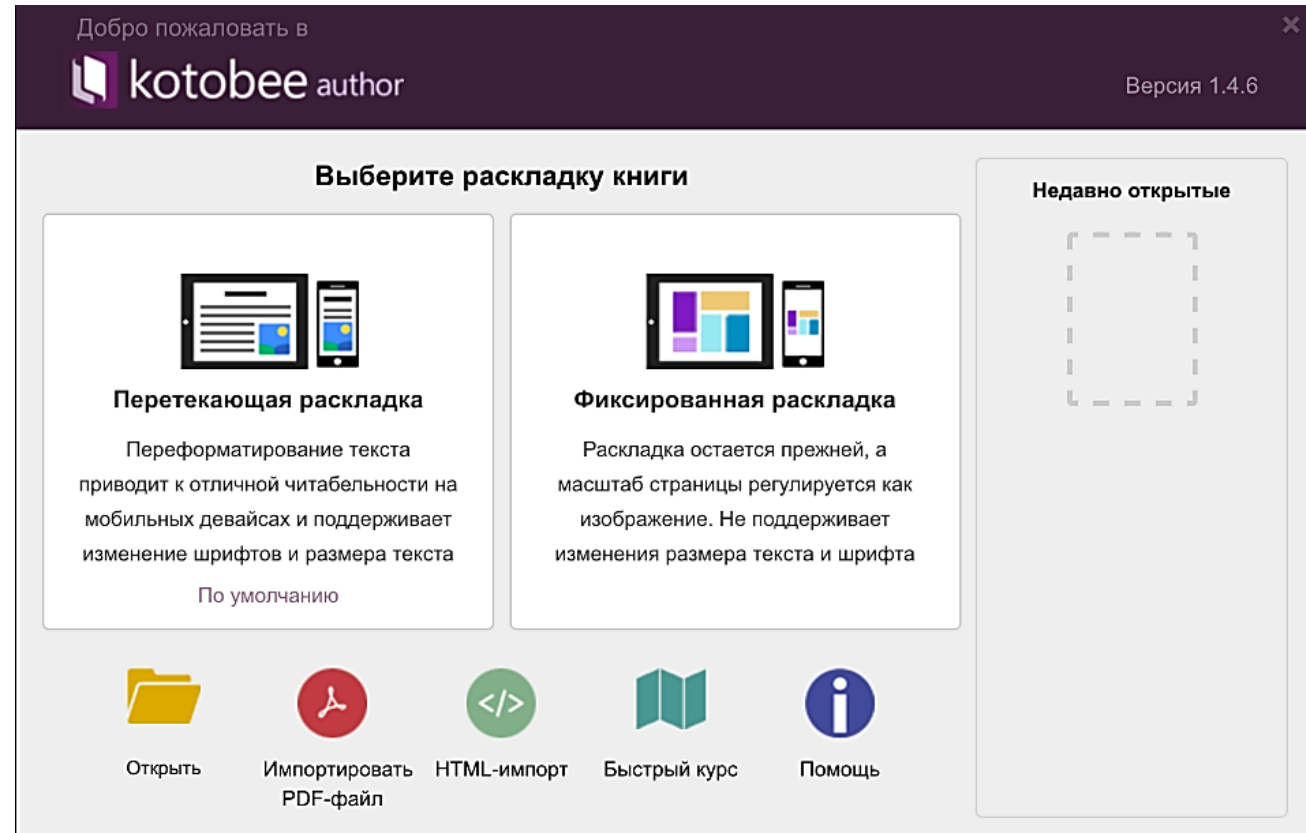 Добро пожаловать в
kotobee author
Версия 1.4.6
Выберите раскладку книги
Перетекающая раскладка
Переформатирование текста
приводит к отличной читабельности на
мобильных девайсах и поддерживает
изменение шрифтов и размера текста
По умолчанию
Фиксированная раскладка
Раскладка остается прежней, а
масштаб страницы регулируется как
изображение. Не поддерживает
изменения размера текста и шрифта
Недавно открытые
Открыть
Импортировать
PDF-файл
</>
HTML-импорт
Быстрый курс
Помощь